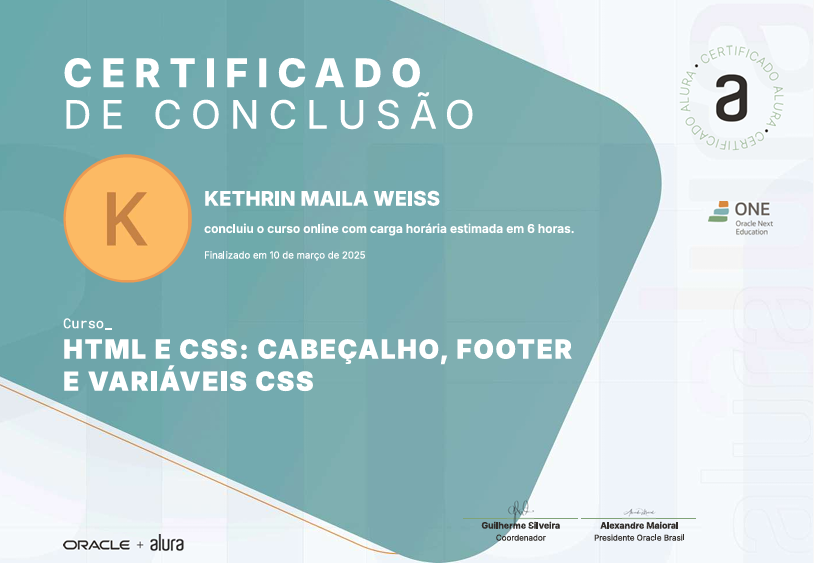 CERTIFICADO
DE CONCLUSÃO
CERTIFICADO ALURA • CERTIFICADO ALURA •
a
K
KETHRIN MAILA WEISS
concluiu o curso online com carga horária estimada em 6 horas.
Finalizado em 10 de março de 2025
ONE
Oracle Next
Education
Curso_
HTML E CSS: CABEÇALHO, FOOTER
E VARIÁVEIS CSS
Guilherme Silveira
Coordenador
Alexandre Maioral
Presidente Oracle Brasil
ORACLE + alura